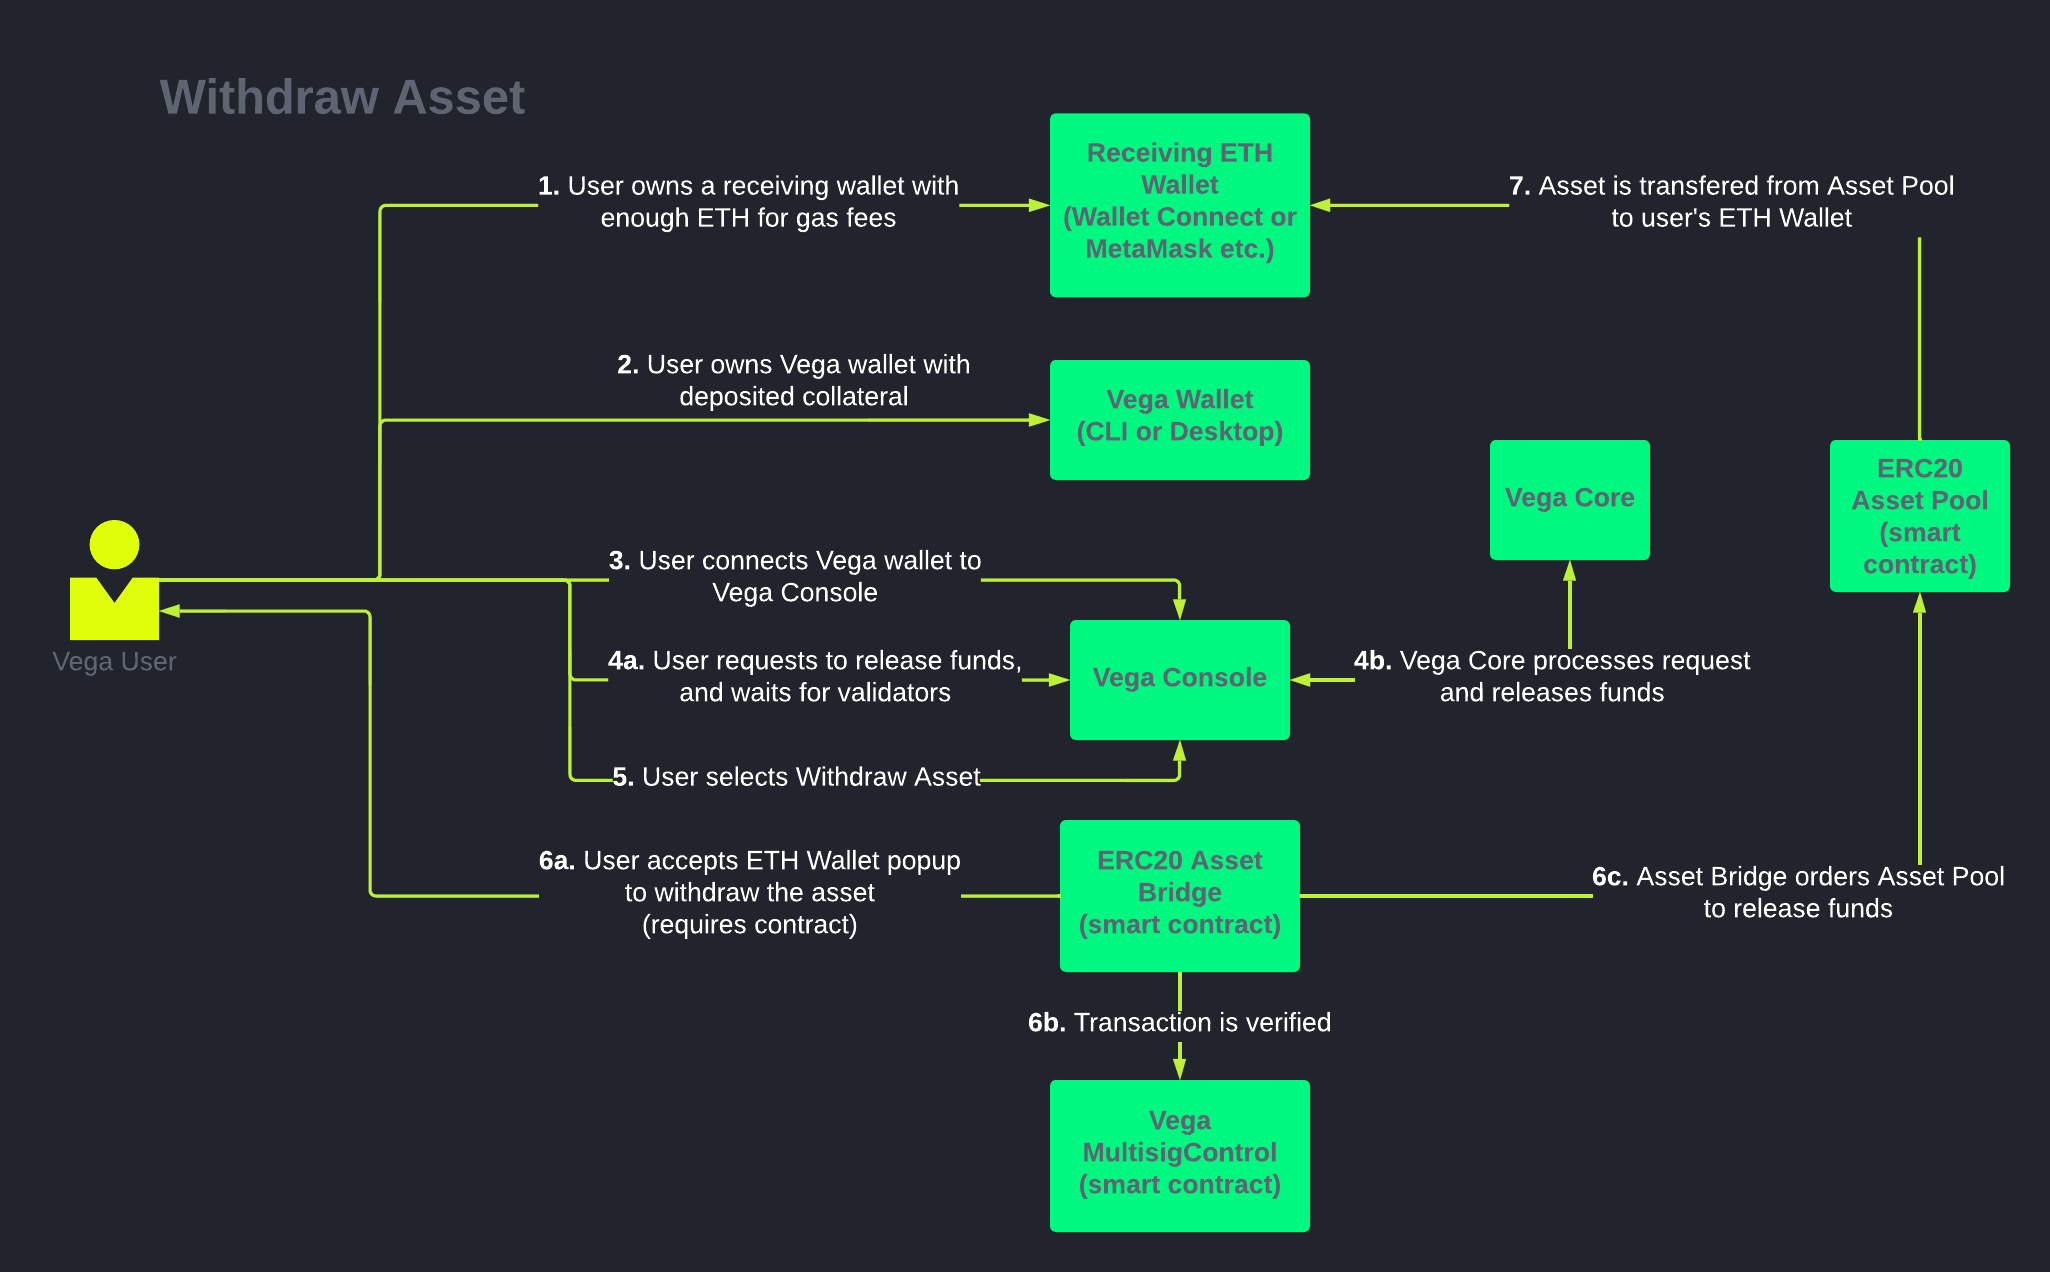 Withdraw Asset
1. User owns a receiving wallet with
enough ETH for gas fees
Receiving ETH
Wallet
(Wallet Connect or
MetaMask etc.)
7. Asset is transfered from Asset Pool
to user's ETH Wallet
2. User owns Vega wallet with
deposited collateral
Vega Wallet
(CLI or Desktop)
Vega Core
ERC20
Asset Pool
(smart
contract)
Vega User
3. User connects Vega wallet to
Vega Console
4a. User requests to release funds,
and waits for validators
Vega Console
4b. Vega Core processes request
and releases funds
5. User selects Withdraw Asset
6a. User accepts ETH Wallet popup
to withdraw the asset
(requires contract)
ERC20 Asset
Bridge
(smart contract)
6c. Asset Bridge orders Asset Pool
to release funds
6b. Transaction is verified
Vega
MultisigControl
(smart contract)